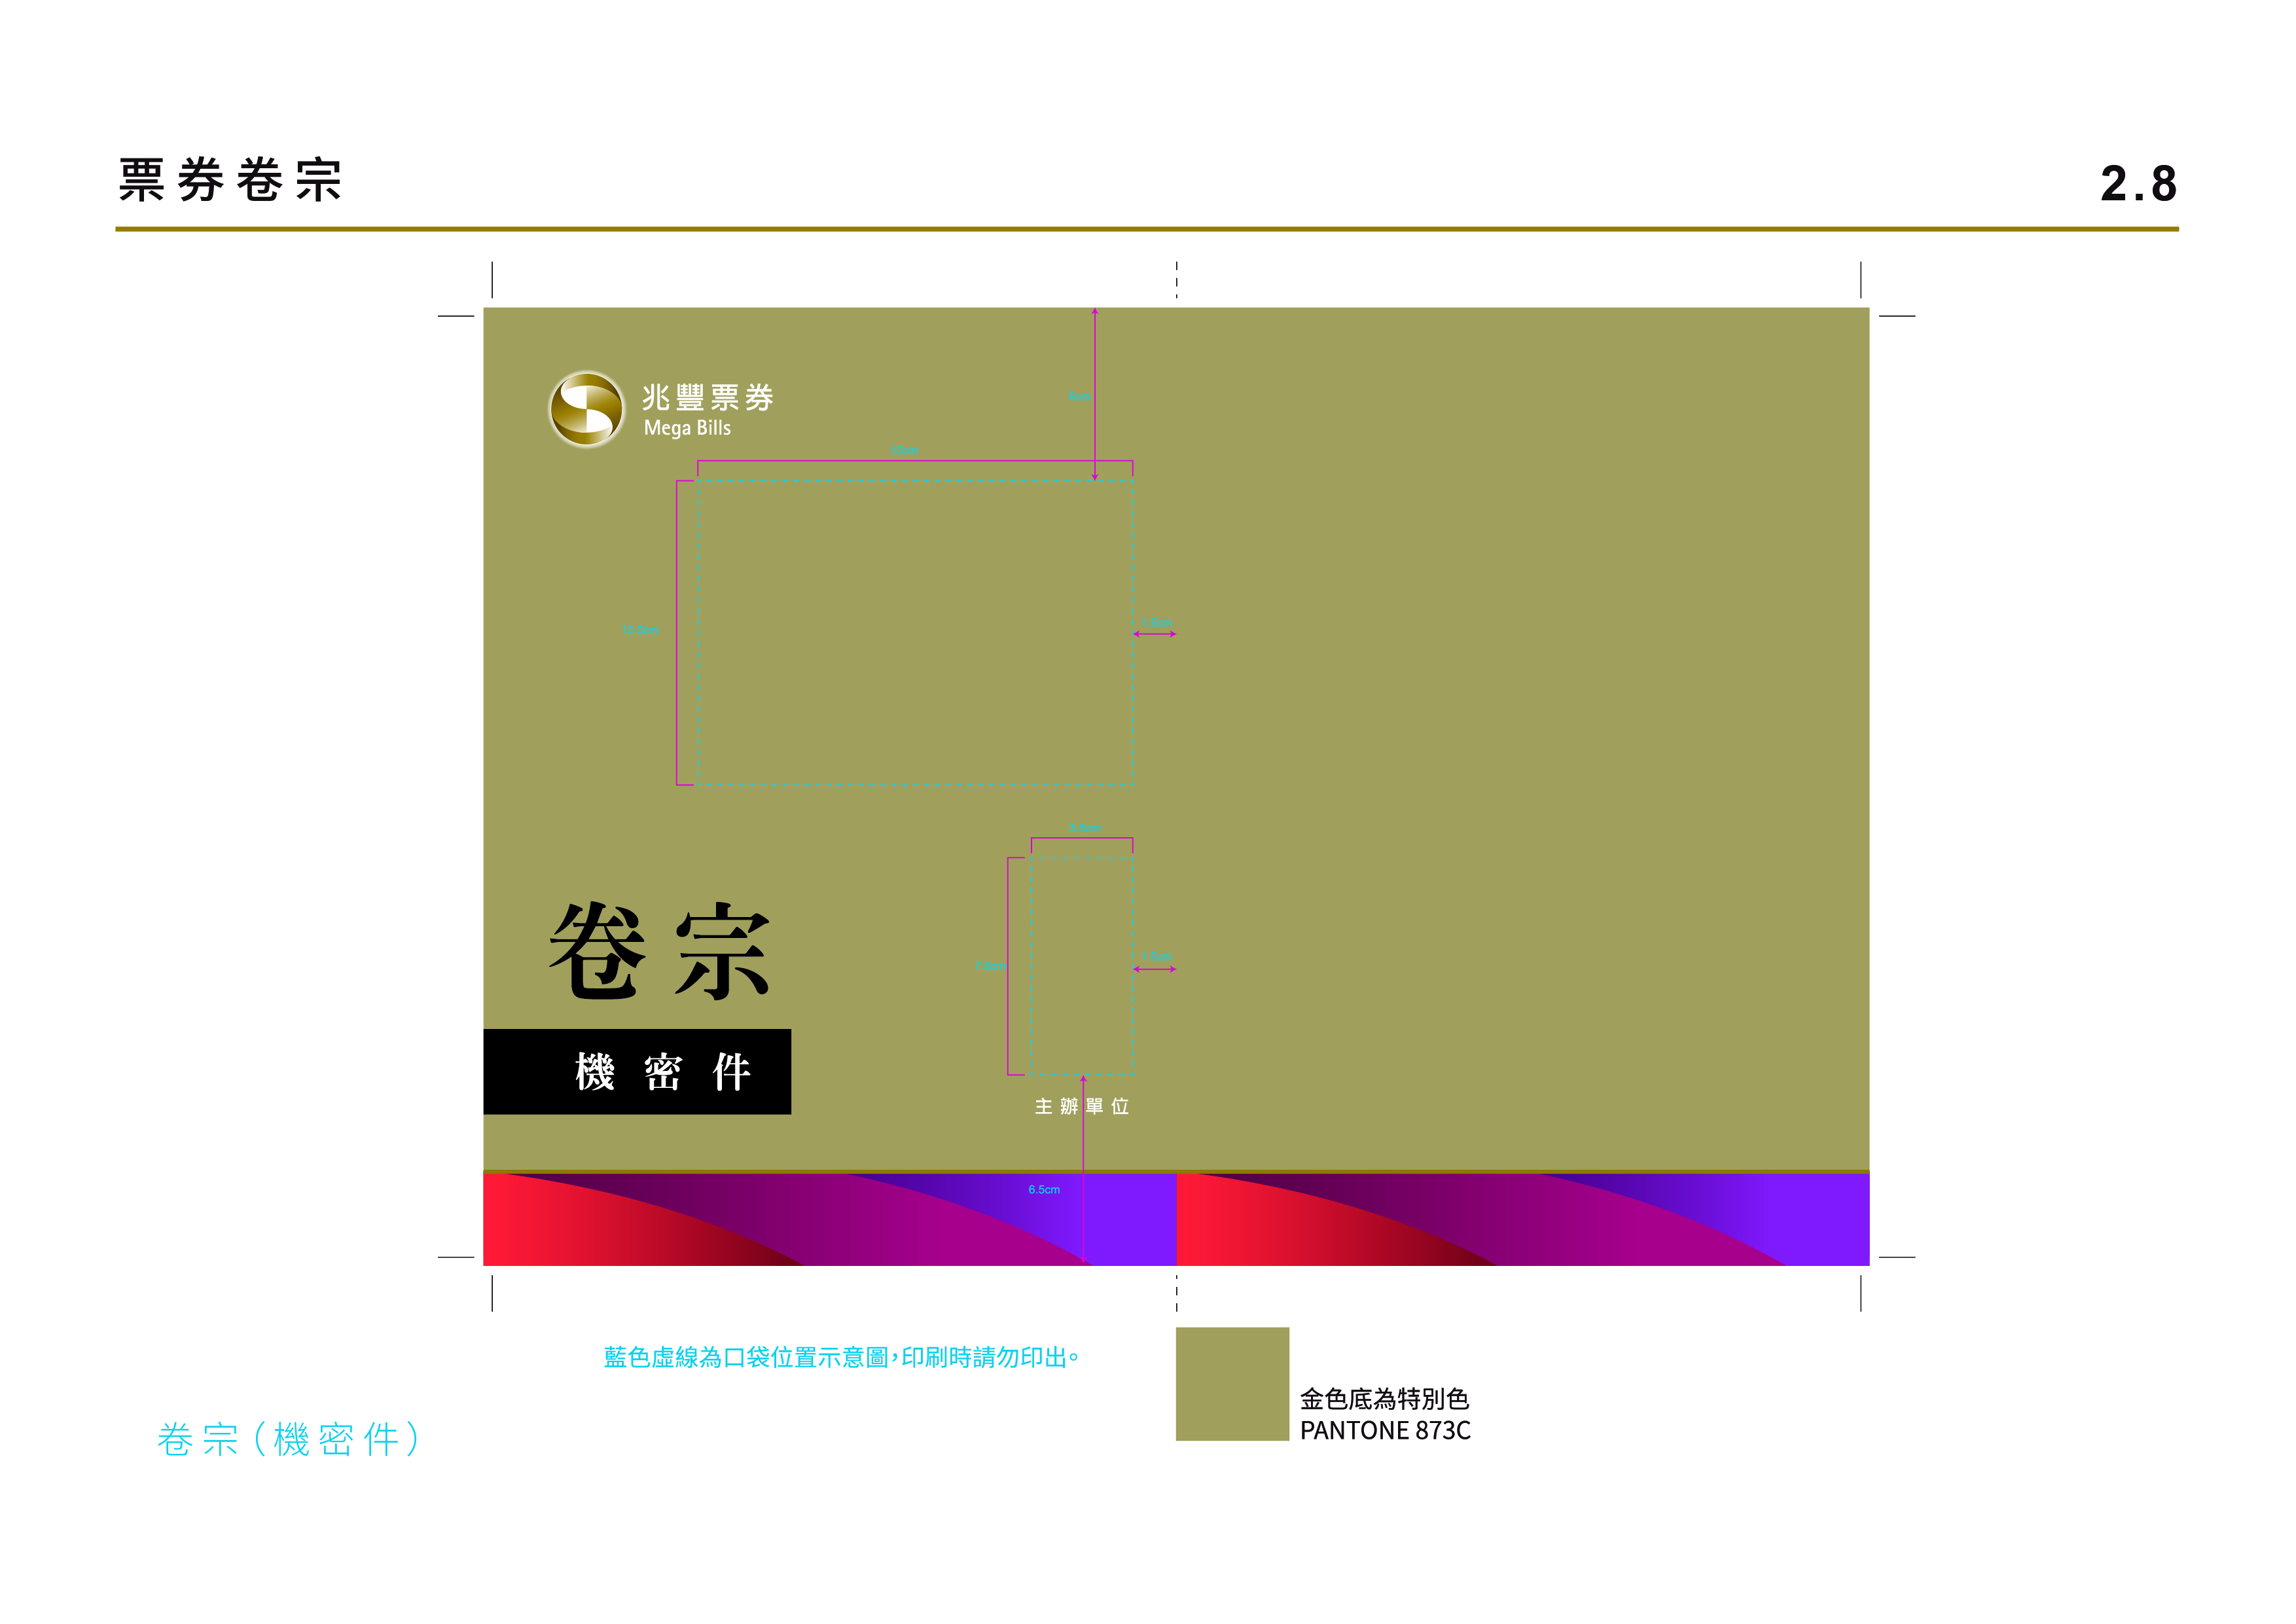 票券卷宗
2.8
兆豐票券
Mega Bills
6cm
15cm
10.5cm
1.5cm
3.5cm
7.5cm
1.5cm
卷宗
機密件
主辦單位
6.5cm
藍色虛線為口袋位置示意圖，印刷時請勿印出。
金色底為特別色
PANTONE 873C
卷宗（機密件）